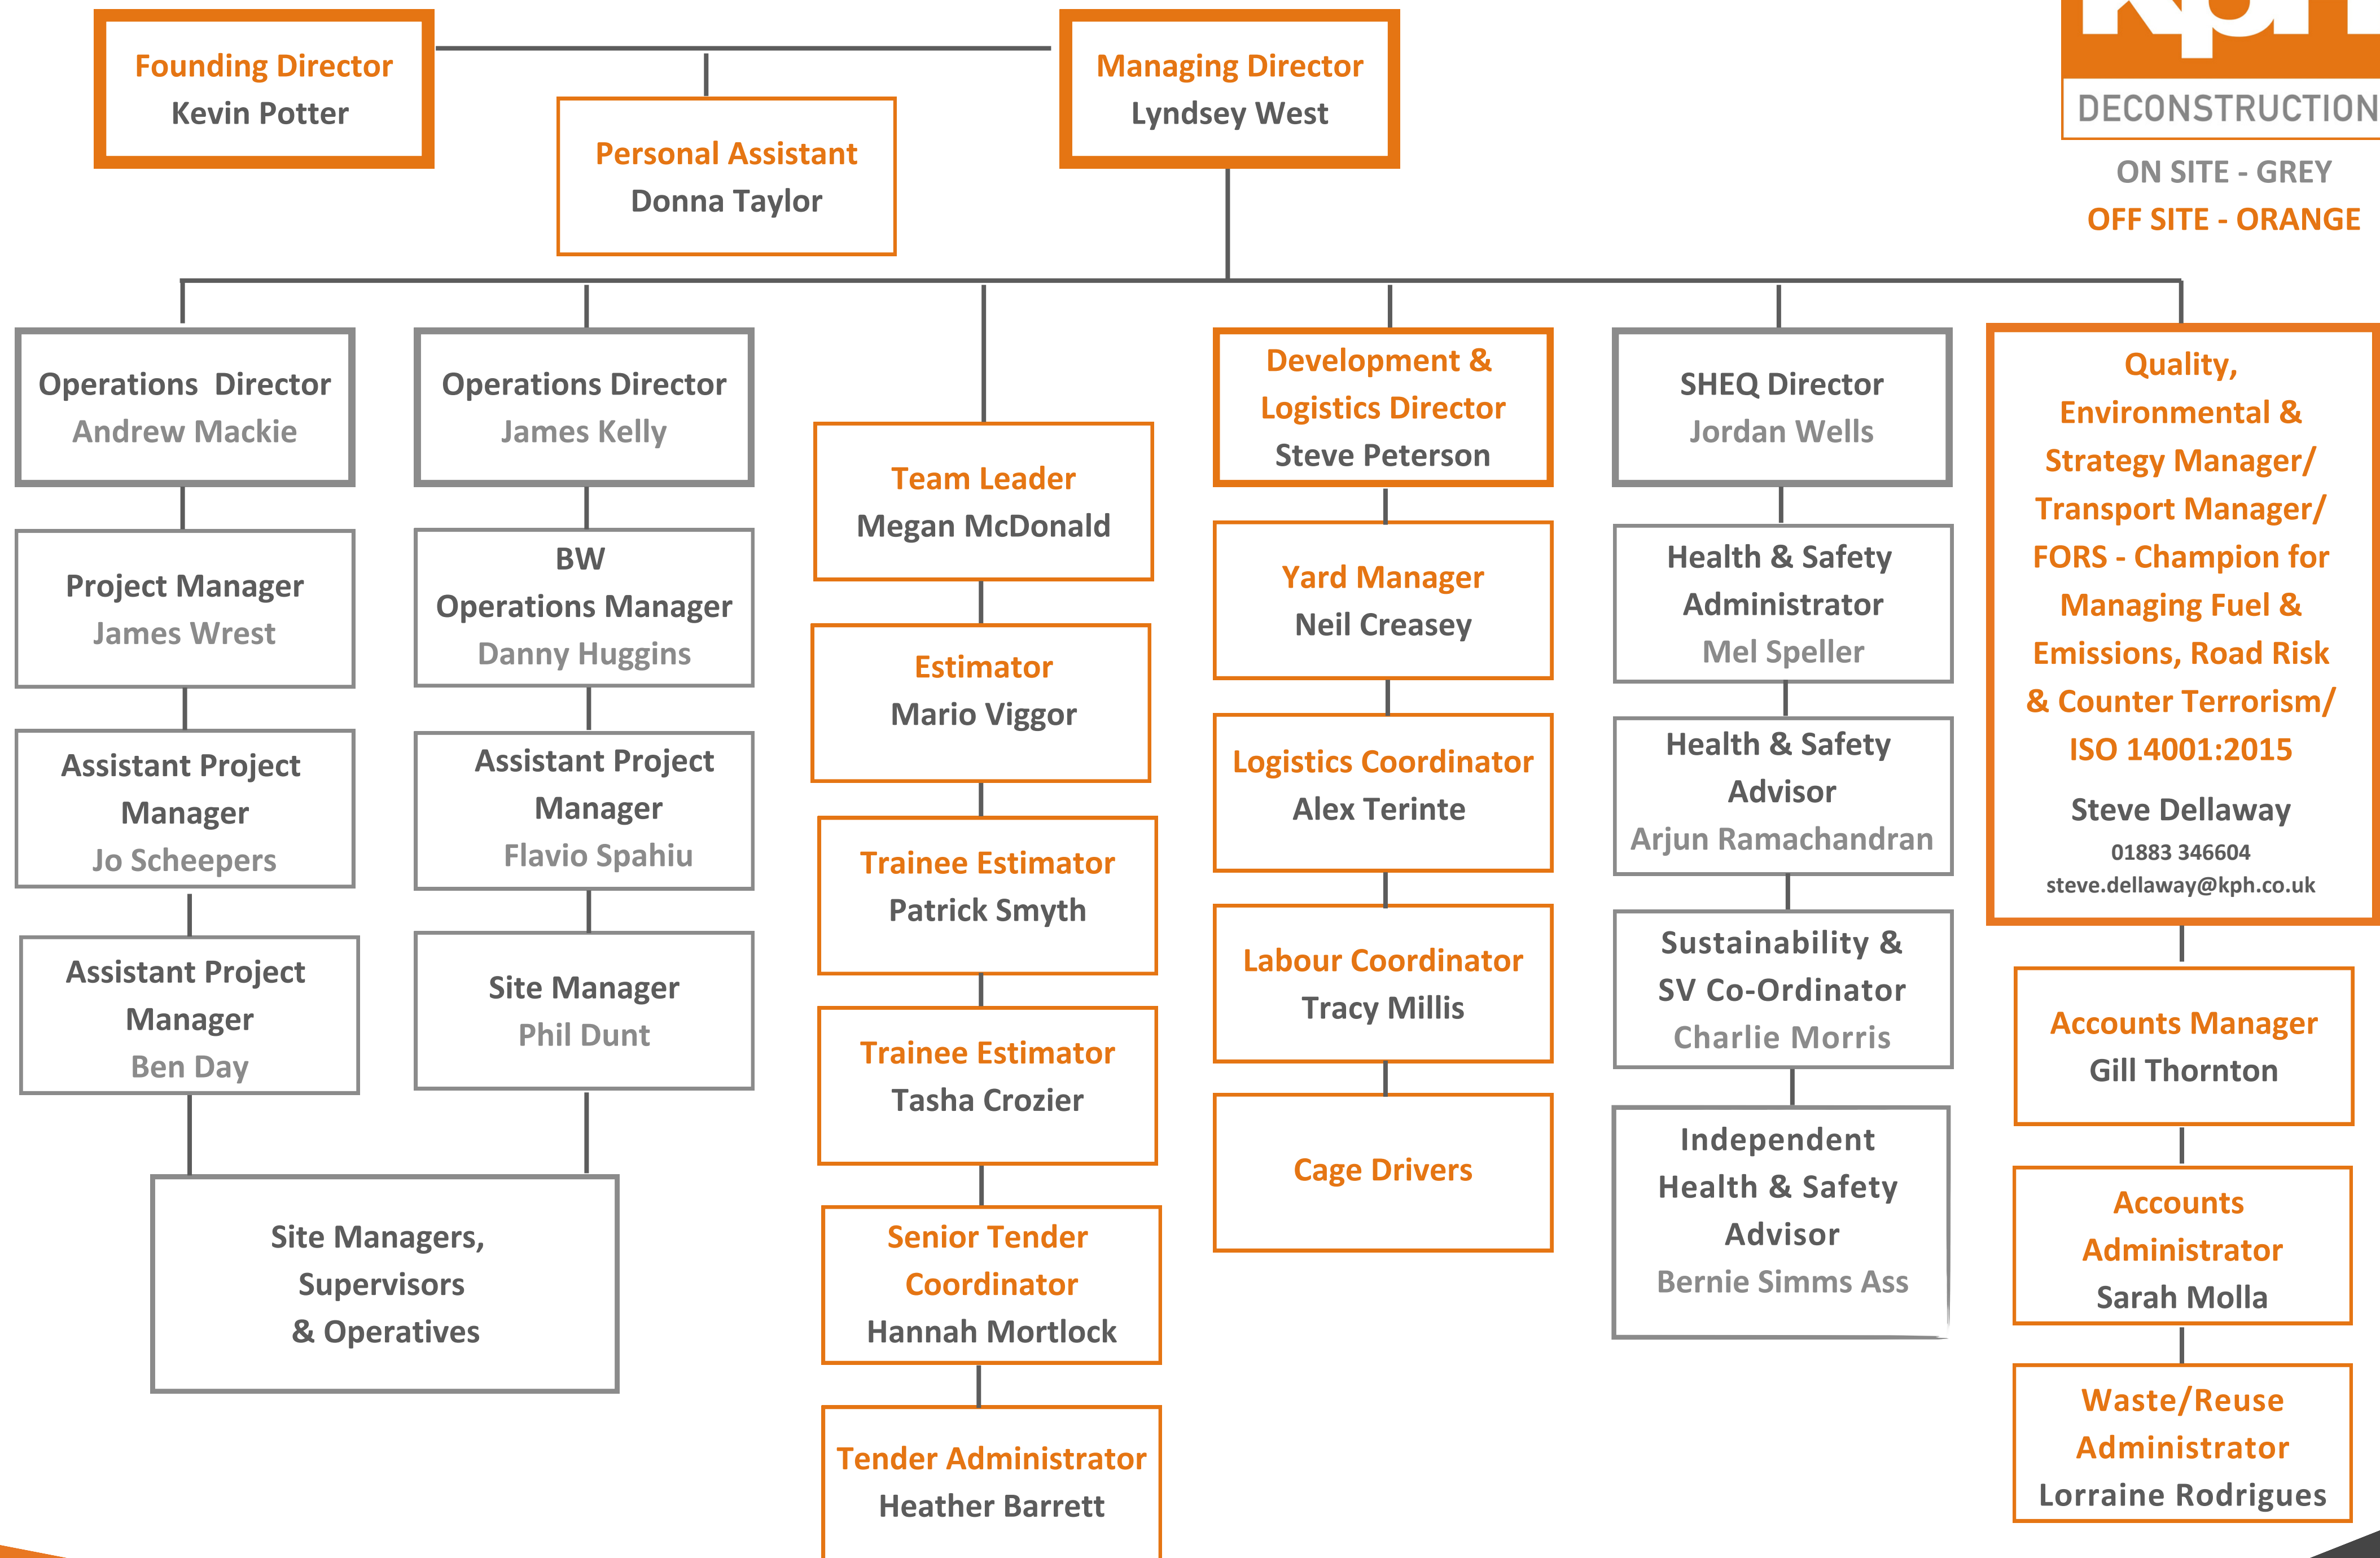 Founding Director
Kevin Potter
Personal Assistant
Donna Taylor
Managing Director
Lyndsey West
DECONSTRUCTION
ON SITE - GREY
OFF SITE - ORANGE
Operations  Director
Andrew Mackie
Project Manager
James Wrest
Assistant Project
Manager
Jo Scheepers
Assistant Project
Manager
Ben Day
Operations Director
James Kelly
BW
Operations Manager
Danny Huggins
Assistant Project
Manager
Flavio Spahiu
Site Manager
Phil Dunt
Site Managers,
Supervisors
& Operatives
Team Leader
Megan McDonald
Estimator
Mario Viggor
Trainee Estimator
Patrick Smyth
Trainee Estimator
Tasha Crozier
Senior Tender
Coordinator
Hannah Mortlock
Tender Administrator
Heather Barrett
Development &
Logistics Director
Steve Peterson
Yard Manager
Neil Creasey
Logistics Coordinator
Alex Terinte
Labour Coordinator
Tracy Millis
Cage Drivers
SHEQ Director
Jordan Wells
Health & Safety
Administrator
Mel Speller
Health & Safety
Advisor
Arjun Ramachandran
Sustainability &
SV Co-Ordinator
Charlie Morris
Independent
Health & Safety
Advisor
Bernie Simms Ass
Quality,
Environmental &
Strategy Manager/
Transport Manager/
FORS - Champion for
Managing Fuel &
Emissions, Road Risk
& Counter Terrorism/
ISO 14001:2015
Steve Dellaway
01883 346604
steve.dellaway@kph.co.uk
Accounts Manager
Gill Thornton
Accounts
Administrator
Sarah Molla
Waste/Reuse
Administrator
Lorraine Rodrigues